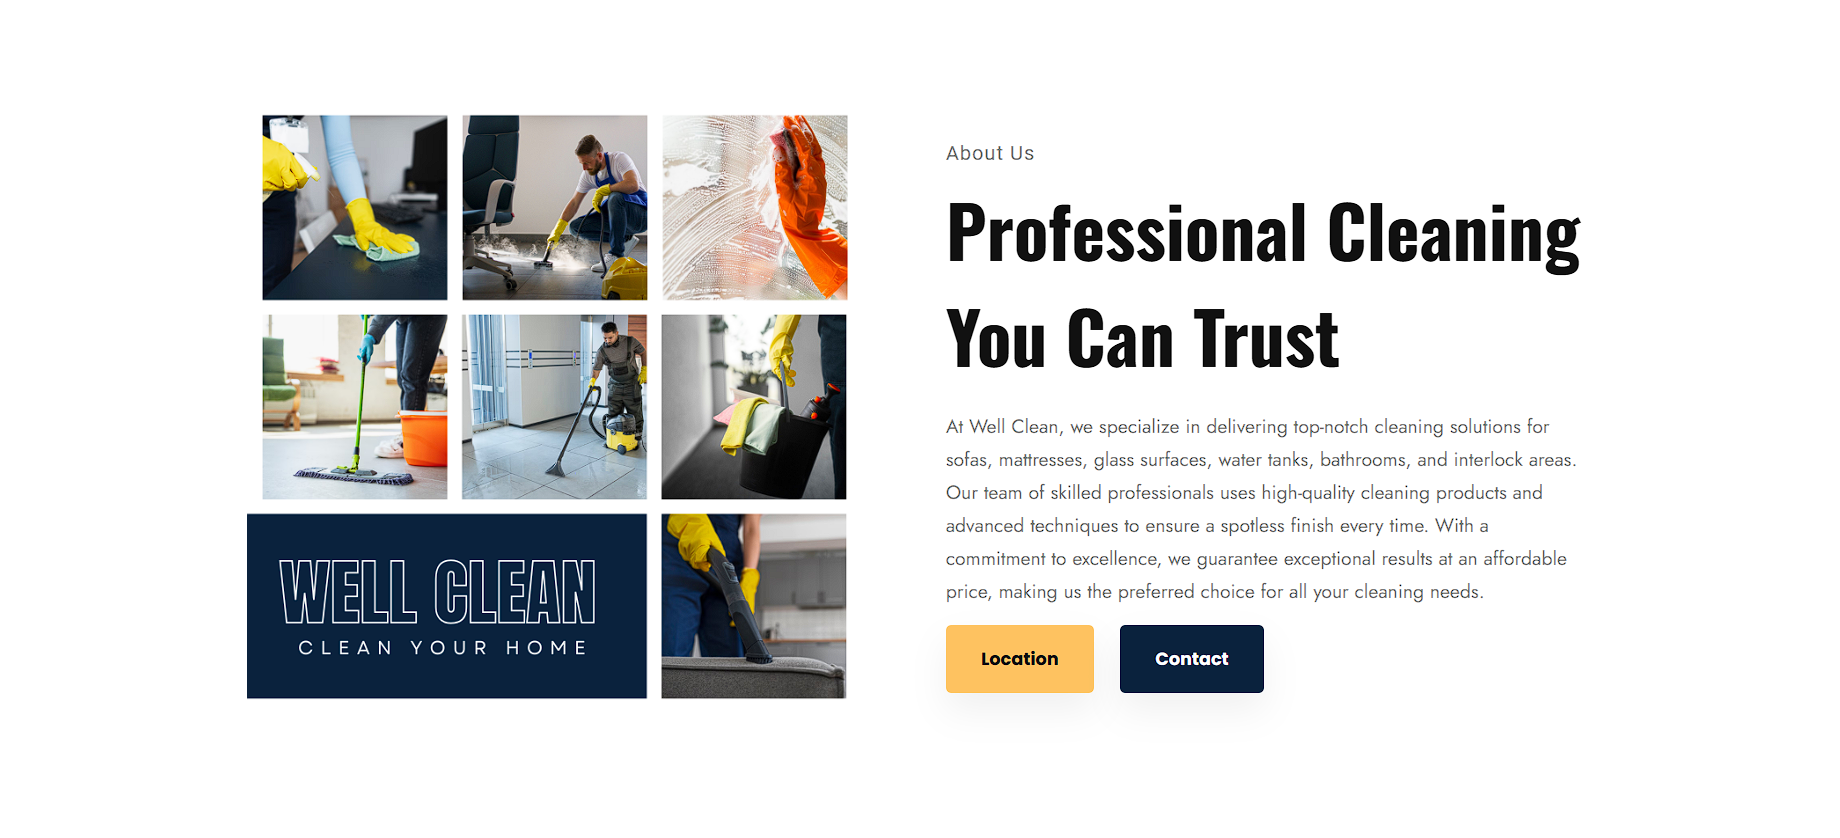 About Us
Professional Cleaning
You Can Trust
At Well Clean, we specialize in delivering top-notch cleaning solutions for
sofas, mattresses, glass surfaces, water tanks, bathrooms, and interlock areas.
Our team of skilled professionals uses high-quality cleaning products and
advanced techniques to ensure a spotless finish every time. With a
commitment to excellence, we guarantee exceptional results at an affordable
price, making us the preferred choice for all your cleaning needs.
Location
Contact
WELL CLEAN
CLEAN YOUR HOME